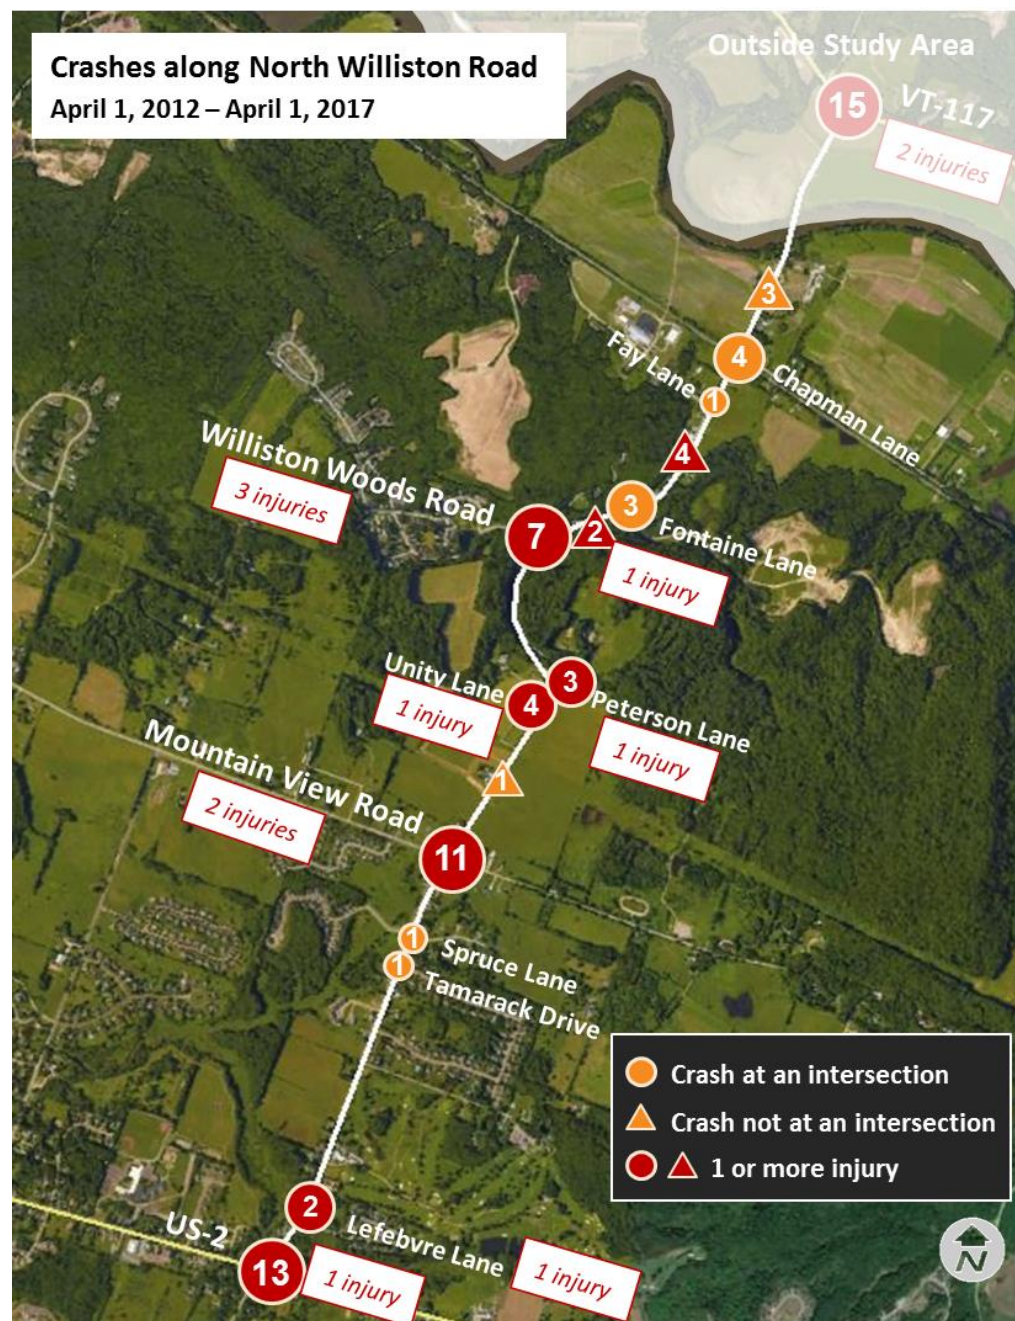 Crashes along North Williston Road
April 1, 2012 – April 1, 2017
Outside Study Area
15
VT-117
2 injuries
3
4
Fay Lane
Chapman Lane
1
4
Williston Woods Road
3 injuries
3
7
2
Fontaine Lane
1 injury
Unity Lane
3
4
Peterson Lane
1 injury
1 injury
1
Mountain View Road
2 injuries
11
1
Spruce Lane
1
Tamarack Drive
Crash at an intersection
Crash not at an intersection
1 or more injury
2
Lefebvre Lane
US-2
13
1 injury
1 injury
N